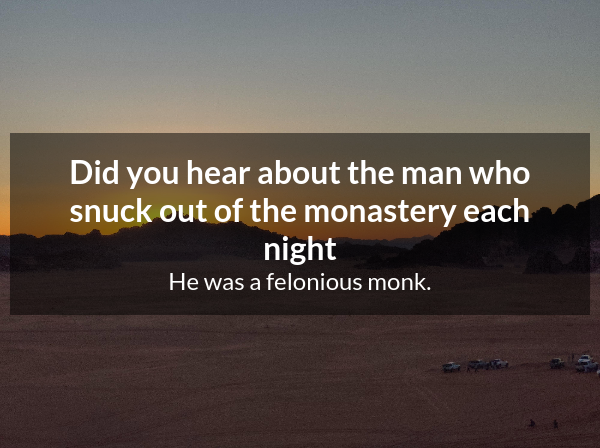 Did you hear about the man who
snuck out of the monastery each
night
He was a felonious monk.